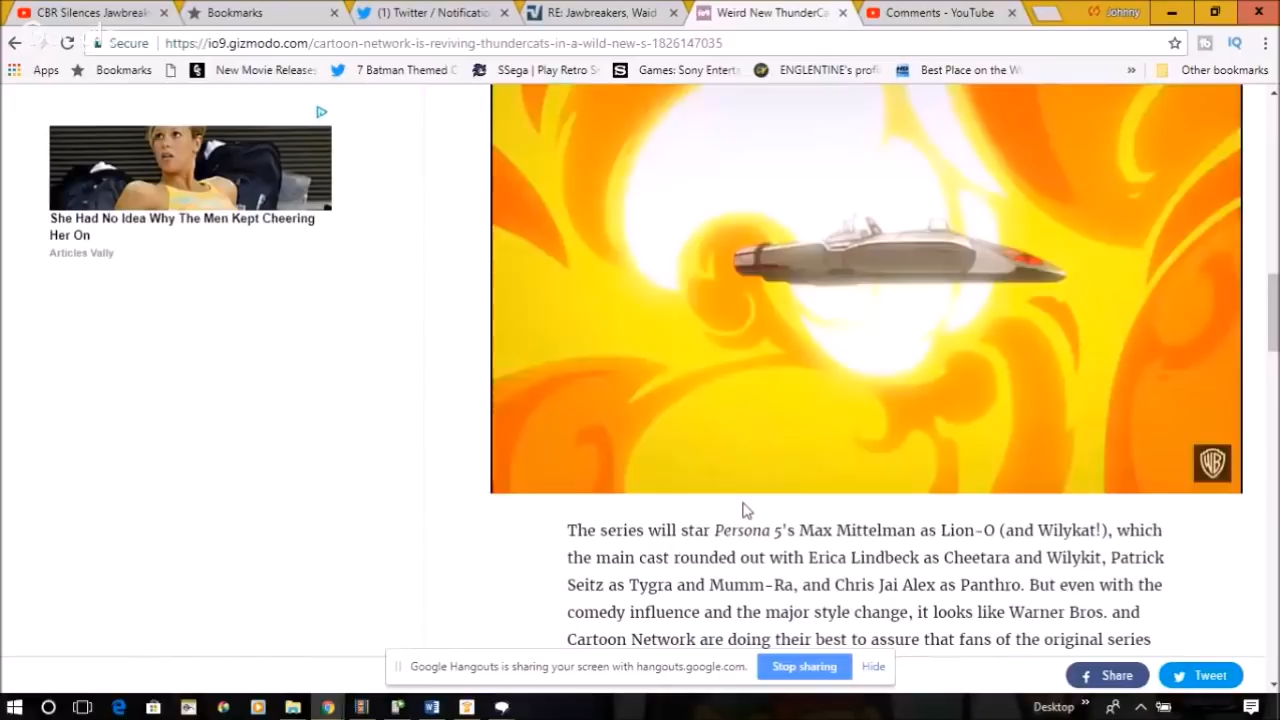 CBR Silences Jawbreak
Bookmarks
(1) Twitter / Notificatio
RE: Jawbreakers, Waid
Weird New ThunderCa
Comments - YouTube
Johnny
Secure
https://io9.gizmodo.com/cartoon-network-is-reviving-thundercats-in-a-wild-new-s-1826147035
Apps
Bookmarks
New Movie Releases
7 Batman Themed C
SSega | Play Retro S
Games: Sony Entert
ENGLENTINE's profi
Best Place on the W
Other bookmarks
She Had No Idea Why The Men Kept Cheering
Her On
Articles Vally
WB
The series will star Persona 5's Max Mittelman as Lion-O (and Wilykat!), which
the main cast rounded out with Erica Lindbeck as Cheetara and Wilykit, Patrick
Seitz as Tygra and Mumm-Ra, and Chris Jai Alex as Panthro. But even with the
comedy influence and the major style change, it looks like Warner Bros. and
Cartoon Network are doing their best to assure that fans of the original series
Google Hangouts is sharing your screen with hangouts.google.com.
Stop sharing
Hide
Share
Tweet
Desktop